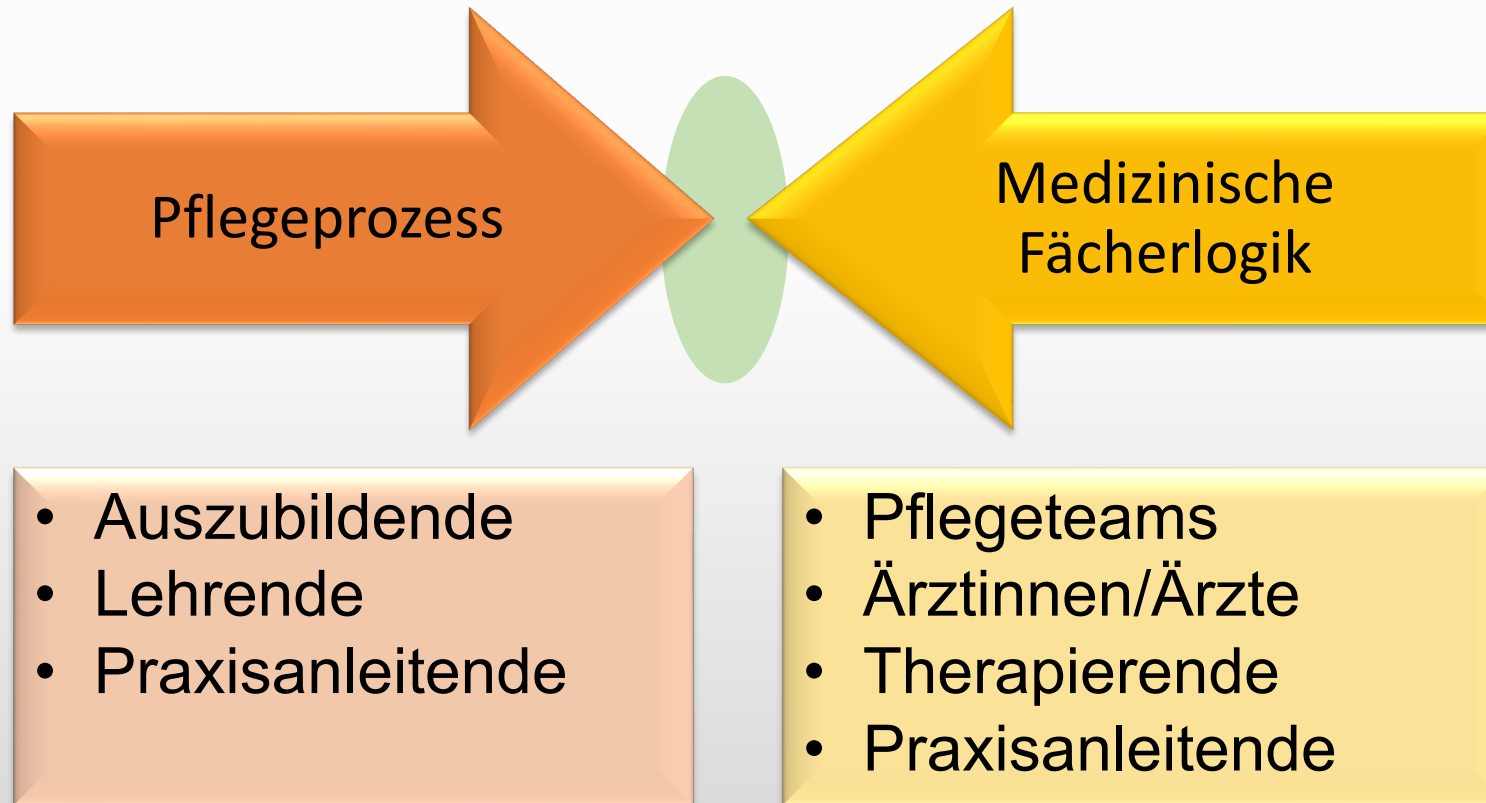 Pflegeprozess
Medizinische
Fächerlogik
• Auszubildende
• Lehrende
• Praxisanleitende
• Pflegeteams
• Ärztinnen/Ärzte
• Therapierende
• Praxisanleitende